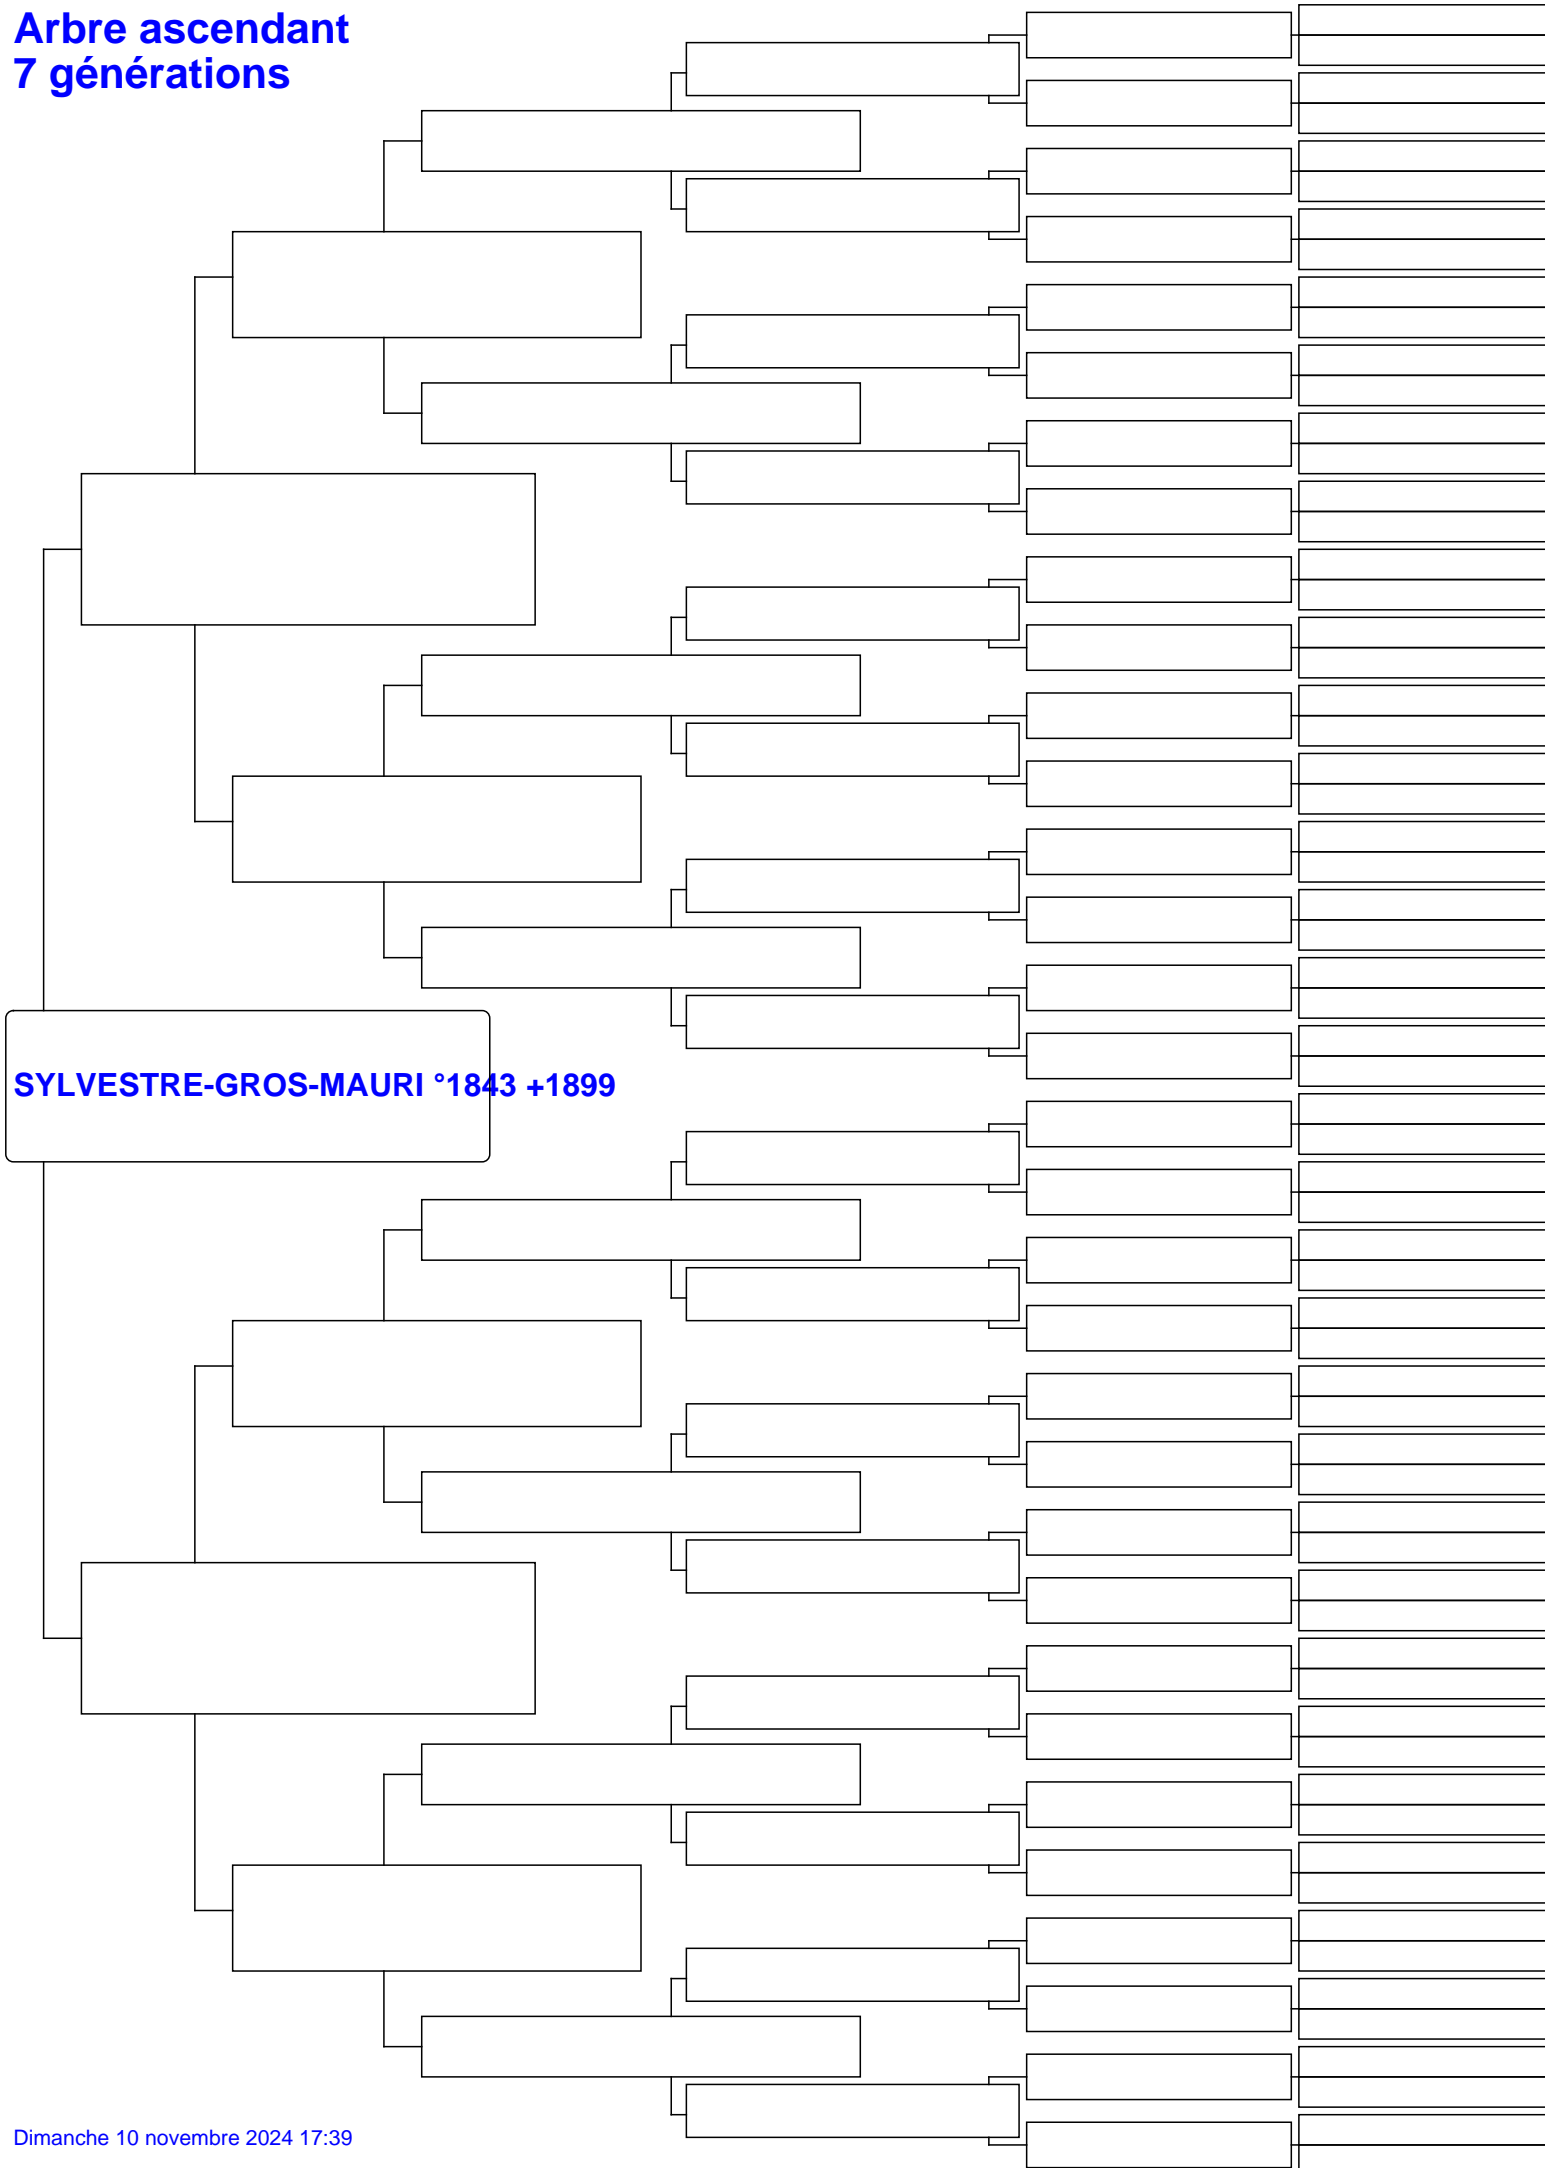 Arbre ascendant
7 générations
SYLVESTRE-GROS-MAURI °1843 +1899
Dimanche 10 novembre 2024 17:39